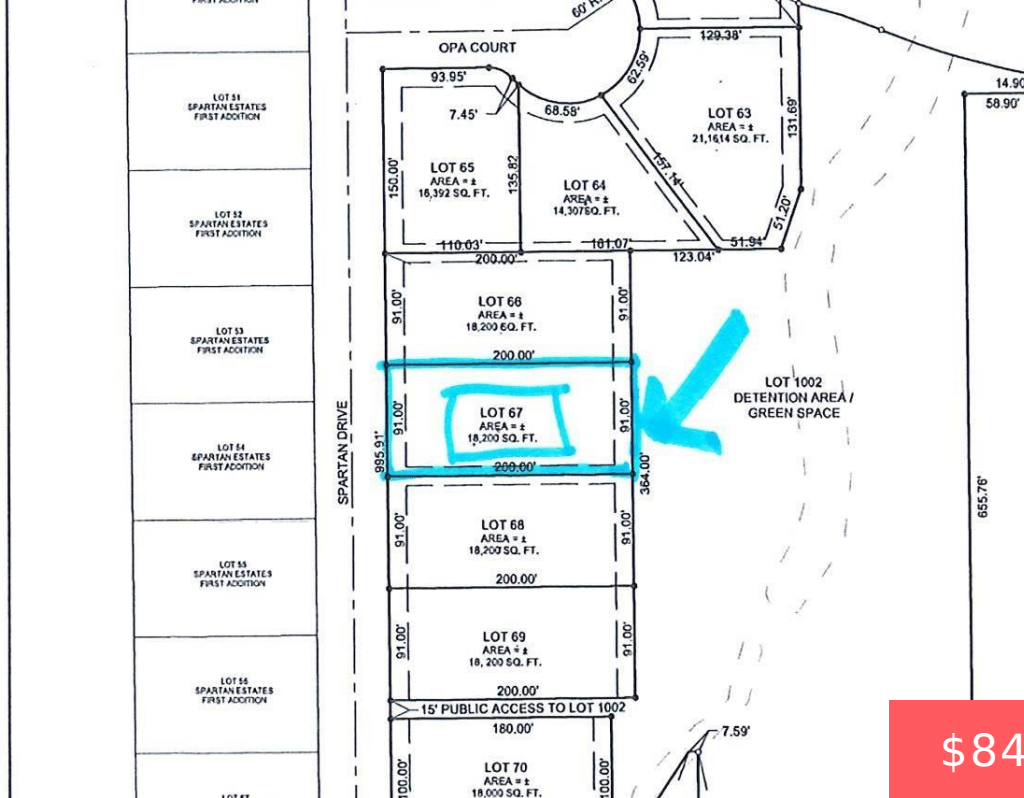 FIRST ADDITION
60' R.
129.38'
OPA COURT
93.95'
62.59'
14.90
58.90'
LOT 51
SPARTAN ESTATES
FIRST ADDITION
7.45'
68.58'
LOT 63
AREA = ±
21,1614 SQ. FT.
131.69'
150.00'
LOT 65
AREA = ±
16,392 SQ. FT.
135.82
157.14'
LOT 64
AREA = ±
14,307SQ. FT.
51.20'
LOT 52
SPARTAN ESTATES
FIRST ADDITION
110.03'
161.07'
51.94'
200.00'
123.04'
91.00'
LOT 66
AREA = ±
18,200 SQ. FT.
91.00'
LOT 53
SPARTAN ESTATES
FIRST ADDITION
200.00'
SPARTAN DRIVE
995.91'
91.00'
LOT 67
AREA = ±
18,200 SQ. FT.
91.00'
200.00'
364.00'
LOT 1002
DETENTION AREA /
GREEN SPACE
655.76'
LOT 54
SPARTAN ESTATES
FIRST ADDITION
91.00'
LOT 68
AREA = ±
18,200 SQ. FT.
91.00'
200.00'
LOT 55
SPARTAN ESTATES
FIRST ADDITION
91.00'
LOT 69
AREA = ±
18, 200 SQ. FT.
91.00'
200.00'
LOT 56
SPARTAN ESTATES
FIRST ADDITION
15' PUBLIC ACCESS TO LOT 1002
180.00'
7.59'
100.00'
LOT 70
AREA = ±
18,000 SQ. FT.
100.00'
LOT 57
$84